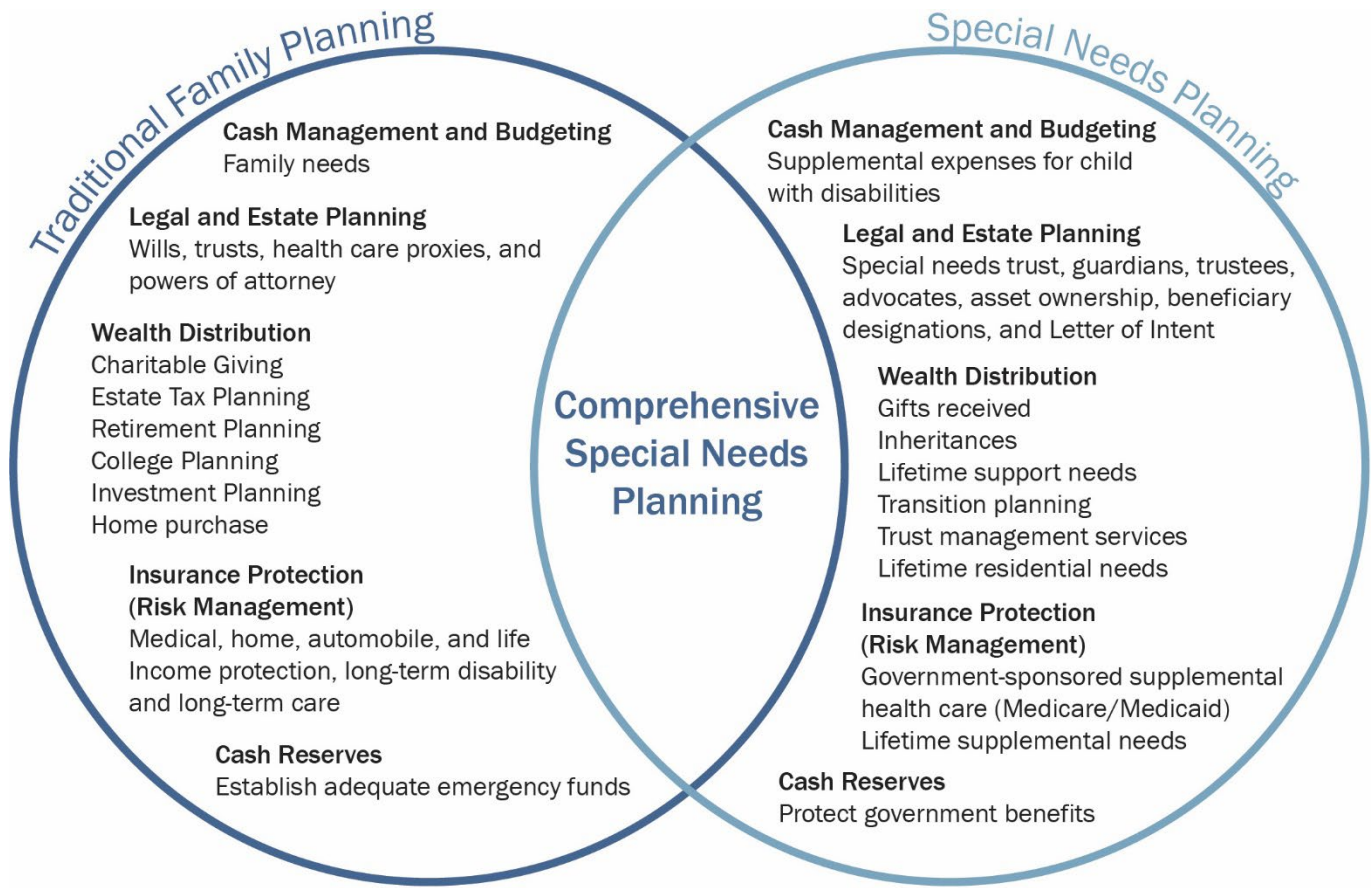 Traditional Family Planning
Cash Management and Budgeting
Family needs
Legal and Estate Planning
Wills, trusts, health care proxies, and
powers of attorney
Wealth Distribution
Charitable Giving
Estate Tax Planning
Retirement Planning
College Planning
Investment Planning
Home purchase
Insurance Protection
(Risk Management)
Medical, home, automobile, and life
Income protection, long-term disability
and long-term care
Cash Reserves
Establish adequate emergency funds
Comprehensive
Special Needs
Planning
Special Needs Planning
Cash Management and Budgeting
Supplemental expenses for child
with disabilities
Legal and Estate Planning
Special needs trust, guardians, trustees,
advocates, asset ownership, beneficiary
designations, and Letter of Intent
Wealth Distribution
Gifts received
Inheritances
Lifetime support needs
Transition planning
Trust management services
Lifetime residential needs
Insurance Protection
(Risk Management)
Government-sponsored supplemental
health care (Medicare/Medicaid)
Lifetime supplemental needs
Cash Reserves
Protect government benefits